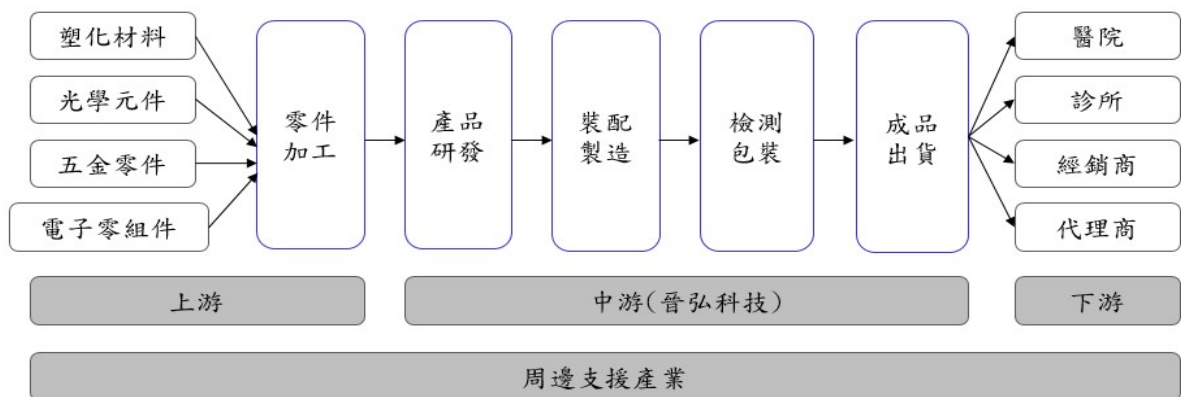 塑化材料
光學元件
五金零件
電子零組件
零件
加工
產品
研發
裝配
製造
檢測
包裝
成品
出貨
醫院
診所
經銷商
代理商
上游
中游(晉弘科技)
下游
周邊支援產業